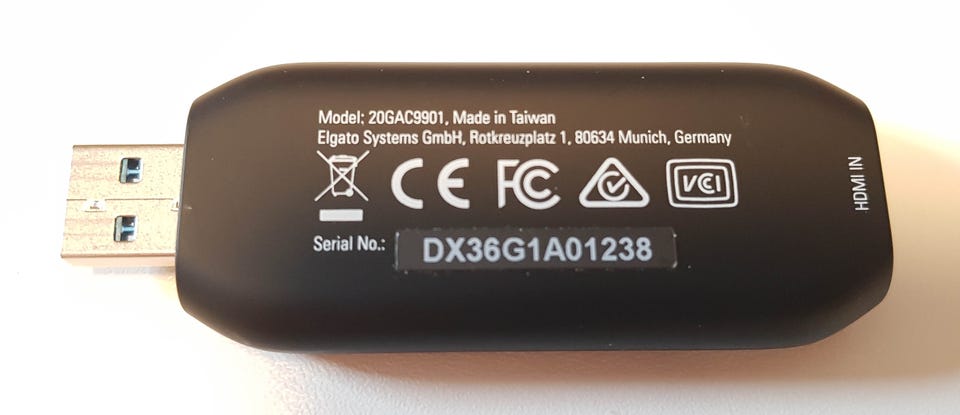 Model: 20GAC9901, Made in Taiwan
Elgato Systems GmbH, Rotkreuzplatz 1, 80634 Munich, Germany
CE FC VCI
Serial No.: DX36G1A01238
HDMI IN